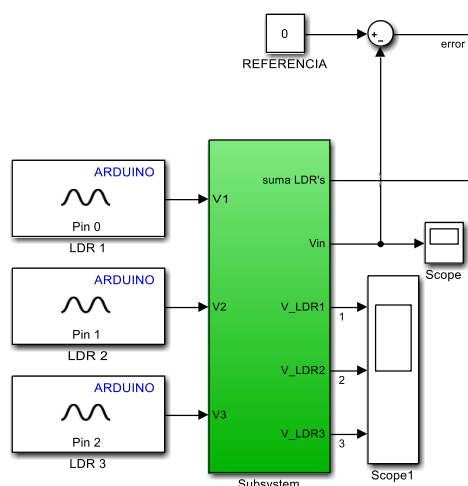 0
+
−
error
REFERENCIA
ARDUINO
Pin 0
LDR 1
V1
suma LDR's
Vin
Scope
ARDUINO
Pin 1
LDR 2
V2
V_LDR1
1
V_LDR2
2
ARDUINO
Pin 2
LDR 3
V3
V_LDR3
3
Scope1
Subsystem